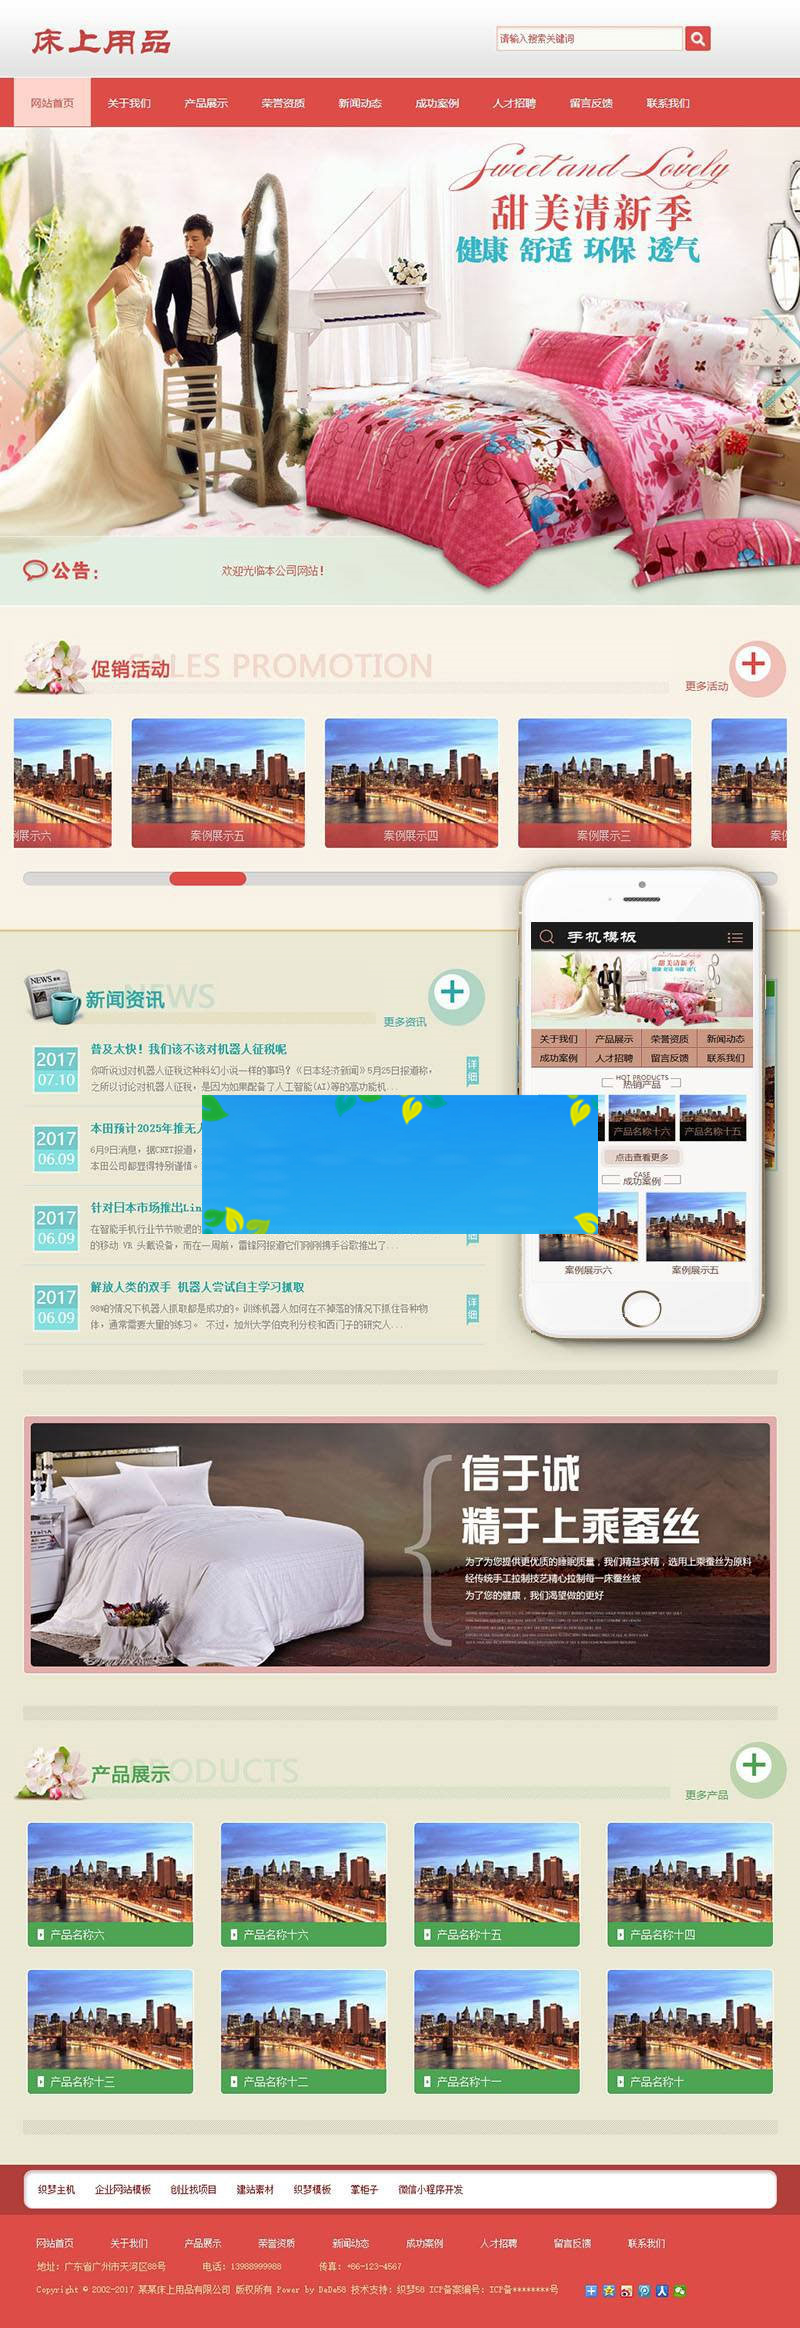 床上用品
请输入搜索关键词
网站首页 关于我们 产品展示 荣誉资质 新闻动态 成功案例 人才招聘 留言反馈 联系我们
Sweet and Lovely
甜美清新季
健康 舒适 环保 透气
公告：
欢迎光临本公司网站！
促销活动
SALES PROMOTION
更多活动
例展示六 案例展示五 案例展示四 案例展示三
新闻资讯
NEWS
更多资讯
2017
07.10
普及太快！我们该不该对机器人征税呢
你听说过对机器人征税这种科幻小说一样的事吗？《日本经济新闻》5月25日报道称，
之所以讨论对机器人征税，是因为如果配备了人工智能(AI)等的高功能机...
详细
2017
06.09
本田预计2025年推无人
6月9日消息，据CNET报道，
本田公司都显得特别谨慎。
2017
06.09
针对日本市场推出Lin
在智能手机行业节节败退的
的移动 VR 头戴设备，而在一周前，雷锋网报道它们刚刚携手谷歌推出了...
2017
06.09
解放人类的双手 机器人尝试自主学习抓取
98%的情况下机器人抓取都是成功的。训练机器人如何在不掉落的情况下抓住各种物
体，通常需要大量的练习。 不过，加州大学伯克利分校和西门子的研究人...
详细
手机模板
甜美清新季
关于我们 产品展示 荣誉资质 新闻动态
成功案例 人才招聘 留言反馈 联系我们
HOT PRODUCTS
热销产品
产品名称十六 产品名称十五
点击查看更多
CASE
成功案例
案例展示六 案例展示五
信于诚
精于上乘蚕丝
为了为您提供更优质的睡眠质量，我们精益求精，选用上乘蚕丝为原料
经传统手工拉制技艺精心拉制每一床蚕丝被
为了您的健康，我们渴望做的更好
产品展示
PRODUCTS
更多产品
产品名称六 产品名称十六 产品名称十五 产品名称十四
产品名称十三 产品名称十二 产品名称十一 产品名称十
织梦主机 企业网站模板 创业找项目 建站素材 织梦模板 掌柜子 微信小程序开发
网站首页 关于我们 产品展示 荣誉资质 新闻动态 成功案例 人才招聘 留言反馈 联系我们
地址：广东省广州市天河区88号 电话：13988999988 传真：+86-123-4567
Copyright © 2002-2017 某某床上用品有限公司 版权所有 Power by DeDe58 技术支持：织梦58 ICP备案编号：ICP备********号